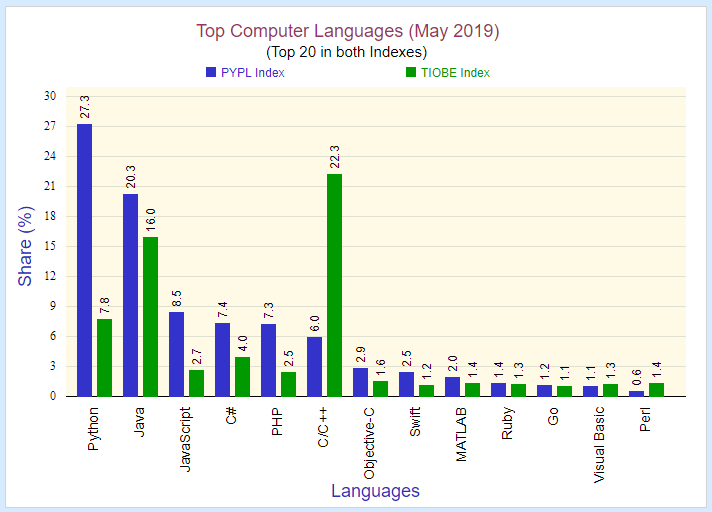 Top Computer Languages (May 2019)
(Top 20 in both Indexes)
PYPL Index
TIOBE Index
Share (%)
30
27
24
21
18
15
12
9
6
3
0
27.3
7.8
20.3
16.0
8.5
2.7
7.4
4.0
7.3
2.5
6.0
22.3
2.9
1.6
2.5
1.2
2.0
1.4
1.4
1.3
1.2
1.1
1.1
1.3
0.6
1.4
Python
Java
JavaScript
C#
PHP
C/C++
Objective-C
Swift
MATLAB
Ruby
Go
Visual Basic
Perl
Languages